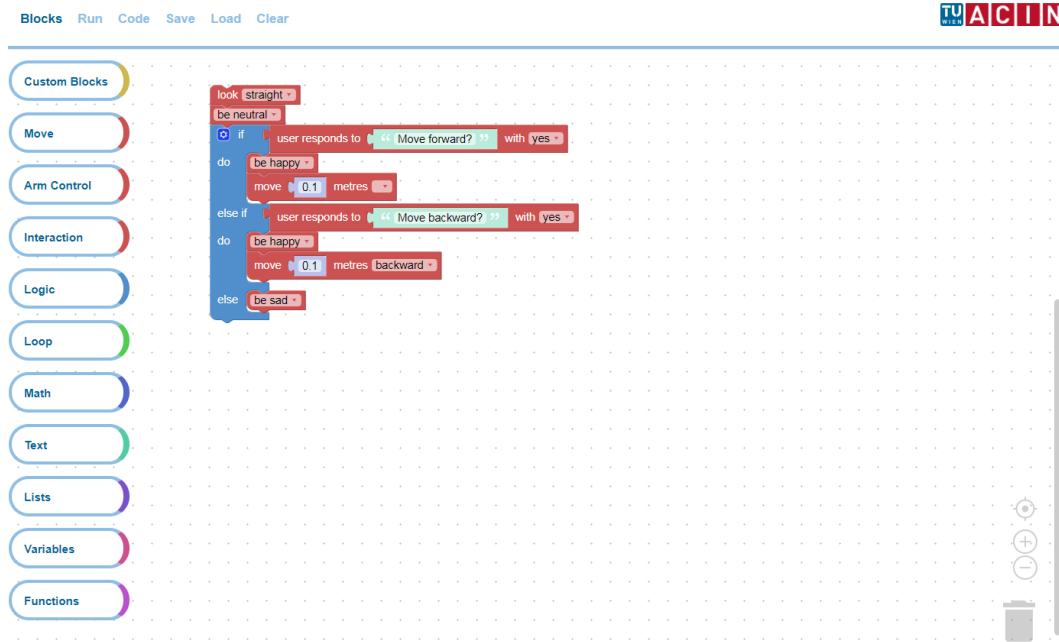 Blocks Run Code Save Load Clear
TU WIEN ACIN
Custom Blocks
Move
Arm Control
Interaction
Logic
Loop
Math
Text
Lists
Variables
Functions
look straight
be neutral
if user responds to “ Move forward? ” with yes
do be happy
move 0.1 metres
else if user responds to “ Move backward? ” with yes
do be happy
move 0.1 metres backward
else be sad